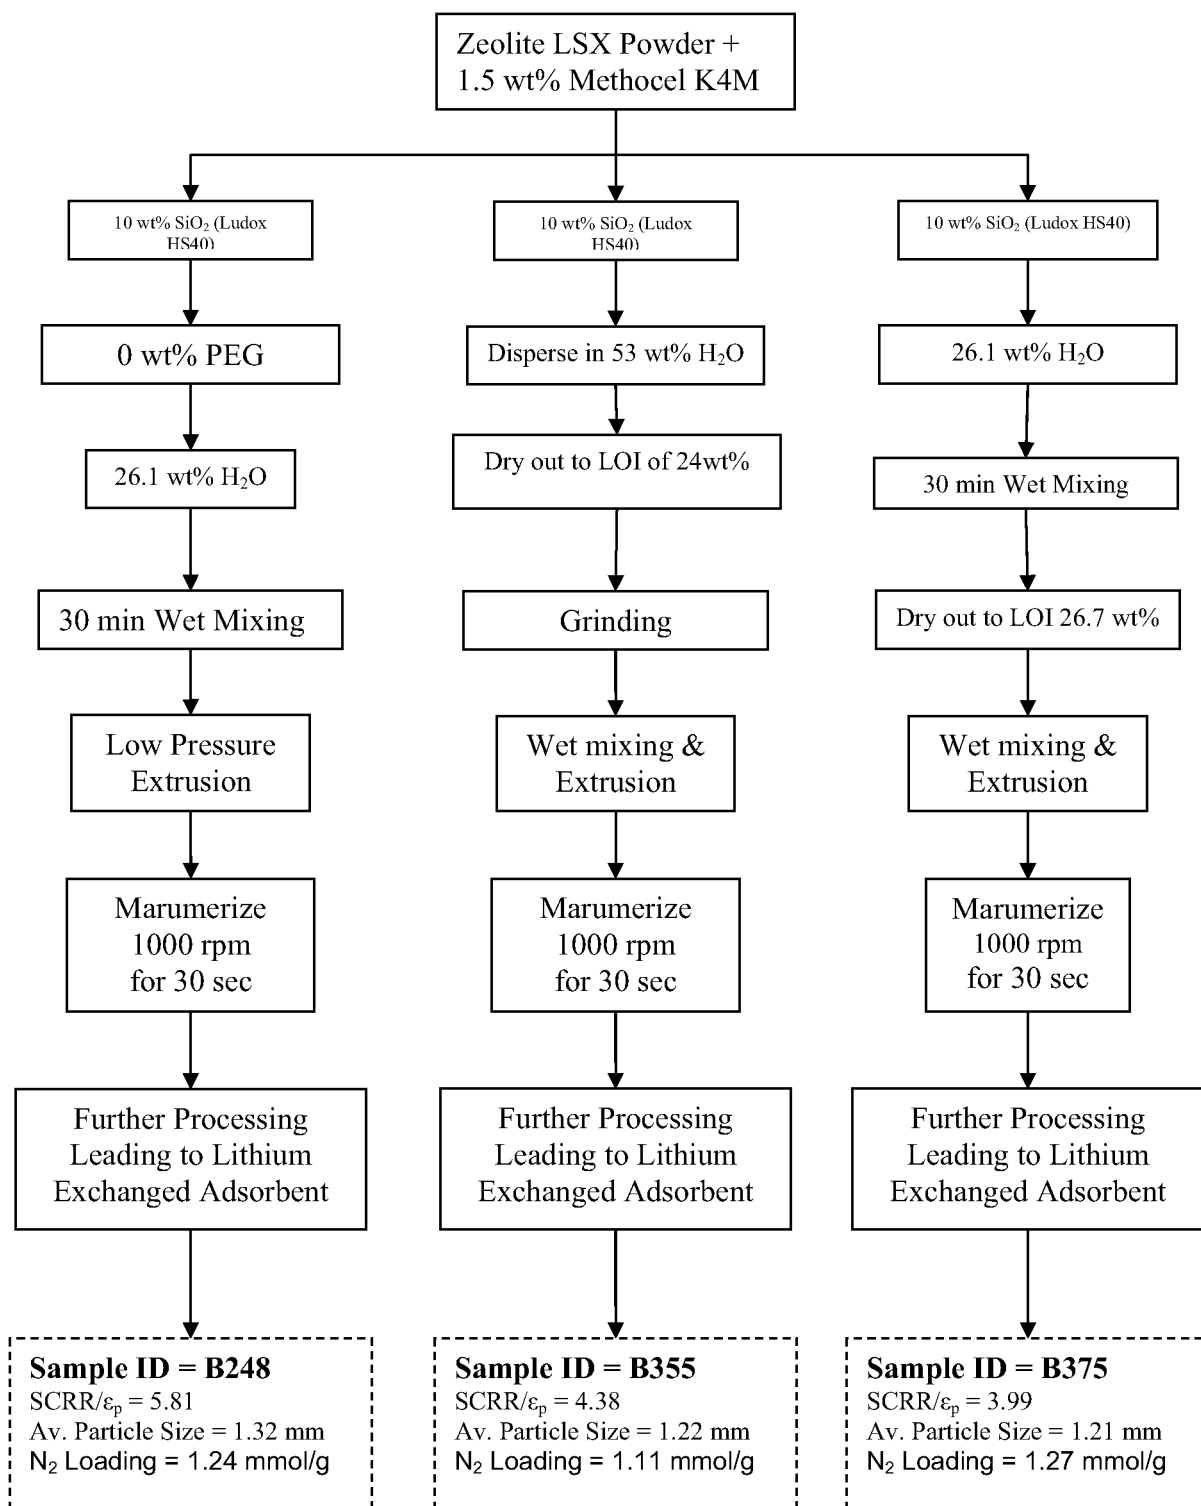 Zeolite LSX Powder +
1.5 wt% Methocel K4M
10 wt% SiO₂ (Ludox
HS40)
0 wt% PEG
26.1 wt% H₂O
30 min Wet Mixing
Low Pressure
Extrusion
Marumerize
1000 rpm
for 30 sec
Further Processing
Leading to Lithium
Exchanged Adsorbent
Sample ID = B248
SCRR/εₚ = 5.81
Av. Particle Size = 1.32 mm
N₂ Loading = 1.24 mmol/g
10 wt% SiO₂ (Ludox
HS40)
Disperse in 53 wt% H₂O
Dry out to LOI of 24wt%
Grinding
Wet mixing &
Extrusion
Marumerize
1000 rpm
for 30 sec
Further Processing
Leading to Lithium
Exchanged Adsorbent
Sample ID = B355
SCRR/εₚ = 4.38
Av. Particle Size = 1.22 mm
N₂ Loading = 1.11 mmol/g
10 wt% SiO₂ (Ludox HS40)
26.1 wt% H₂O
30 min Wet Mixing
Dry out to LOI 26.7 wt%
Wet mixing &
Extrusion
Marumerize
1000 rpm
for 30 sec
Further Processing
Leading to Lithium
Exchanged Adsorbent
Sample ID = B375
SCRR/εₚ = 3.99
Av. Particle Size = 1.21 mm
N₂ Loading = 1.27 mmol/g